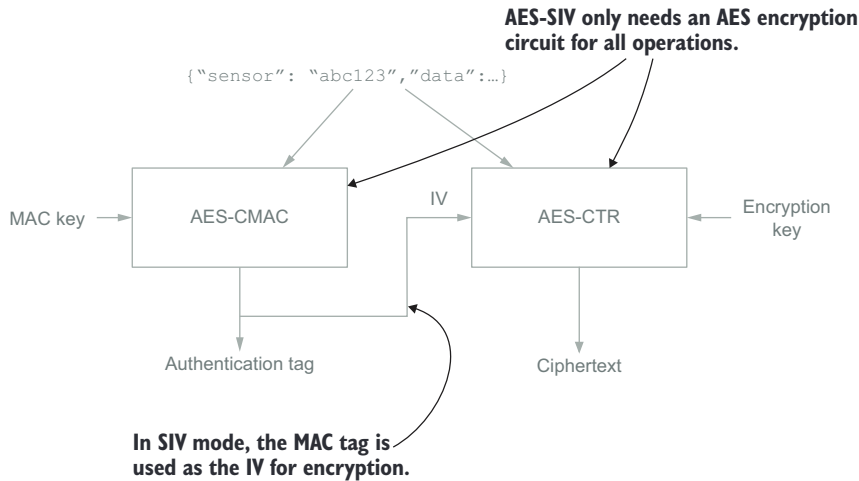 AES-SIV only needs an AES encryption
circuit for all operations.
{“sensor”: “abc123”,”data”:…}
IV
MAC key
AES-CMAC
AES-CTR
Encryption
key
Authentication tag
Ciphertext
In SIV mode, the MAC tag is
used as the IV for encryption.